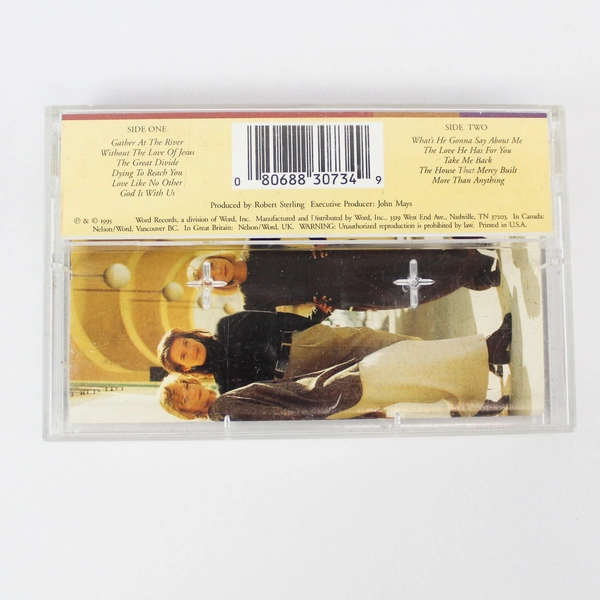 SIDE ONE
Gather At The River
Without The Love Of Jesus
The Great Divide
Dying To Reach You
Love Like No Other
God Is With Us
0 80688 30734 9
SIDE TWO
What's He Gonna Say About Me
The Love He Has For You
Take Me Back
The House That Mercy Built
More Than Anything
Produced by Robert Sterling Executive Producer: John Mays
℗ & © 1995 Word Records, a division of Word, Inc. Manufactured and Distributed by Word, Inc., 3319 West End Ave., Nashville, TN 37203. In Canada:
Nelson/Word, Vancouver BC. In Great Britain: Nelson/Word, UK. WARNING: Unauthorized reproduction is prohibited by law. Printed in U.S.A.